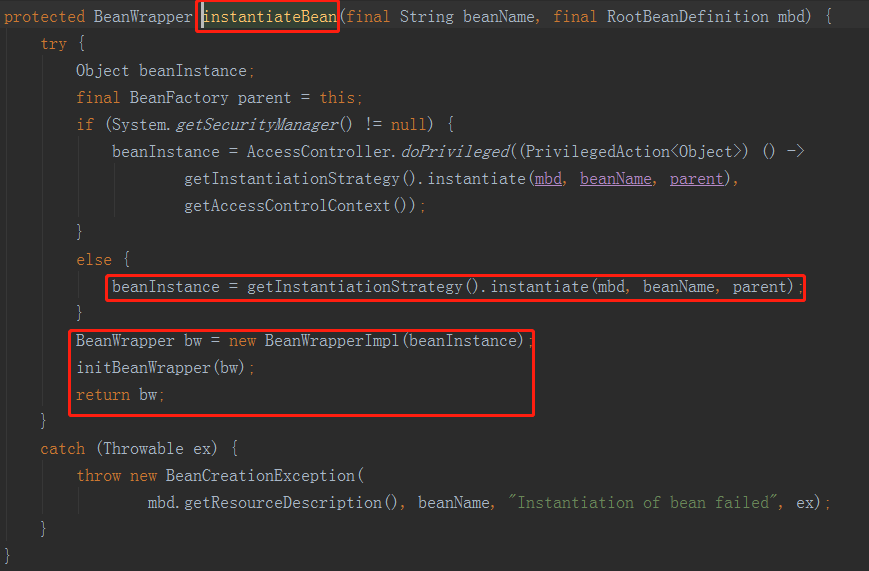 protected BeanWrapper instantiateBean(final String beanName, final RootBeanDefinition mbd) {
try {
Object beanInstance;
final BeanFactory parent = this;
if (System.getSecurityManager() != null) {
beanInstance = AccessController.doPrivileged((PrivilegedAction<Object>) () ->
getInstantiationStrategy().instantiate(mbd, beanName, parent),
getAccessControlContext());
}
else {
beanInstance = getInstantiationStrategy().instantiate(mbd, beanName, parent);
}
BeanWrapper bw = new BeanWrapperImpl(beanInstance);
initBeanWrapper(bw);
return bw;
}
catch (Throwable ex) {
throw new BeanCreationException(
mbd.getResourceDescription(), beanName, "Instantiation of bean failed", ex);
}
}